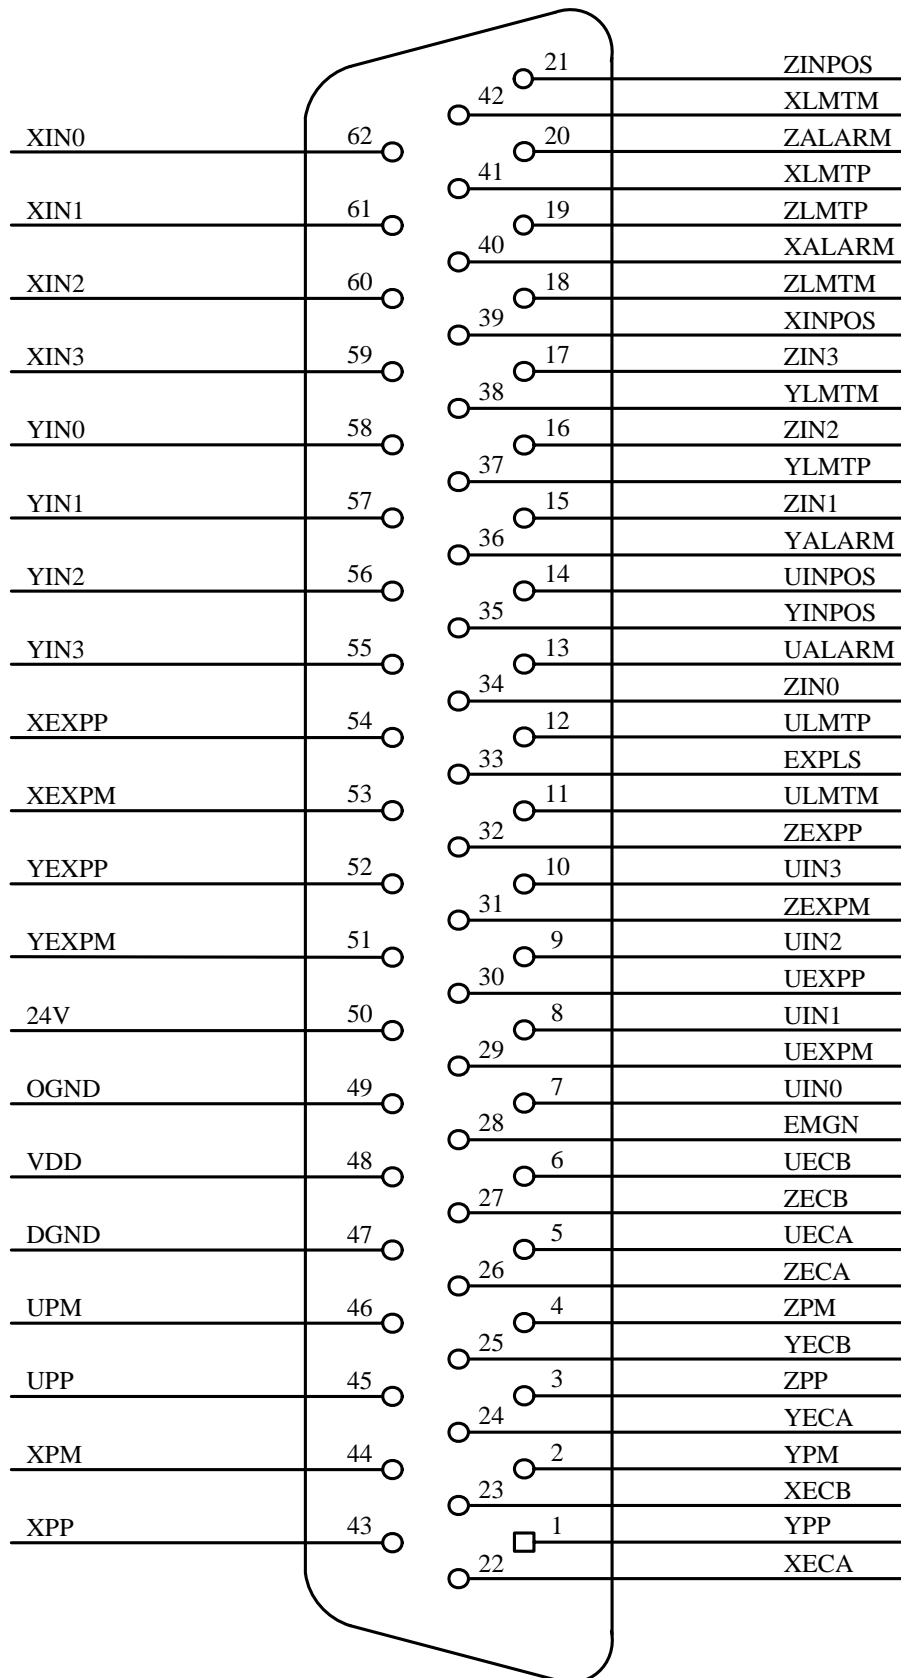 21 ZINPOS
42 XLMTM
XIN0 62 20 ZALARM
41 XLMTP
XIN1 61 19 ZLMTP
40 XALARM
XIN2 60 18 ZLMTM
39 XINPOS
XIN3 59 17 ZIN3
38 YLMTM
YIN0 58 16 ZIN2
37 YLMTP
YIN1 57 15 ZIN1
36 YALARM
YIN2 56 14 UINPOS
35 YINPOS
YIN3 55 13 UALARM
34 ZIN0
XEXPP 54 12 ULMTP
33 EXPLS
XEXPM 53 11 ULMTM
32 ZEXPP
YEXPP 52 10 UIN3
31 ZEXPM
YEXPM 51 9 UIN2
30 UEXPP
24V 50 8 UIN1
29 UEXPM
OGND 49 7 UIN0
28 EMGN
VDD 48 6 UECB
27 ZECB
DGND 47 5 UECA
26 ZECA
UPM 46 4 ZPM
25 YECB
UPP 45 3 ZPP
24 YECA
XPM 44 2 YPM
23 XECB
XPP 43 1 YPP
22 XECA